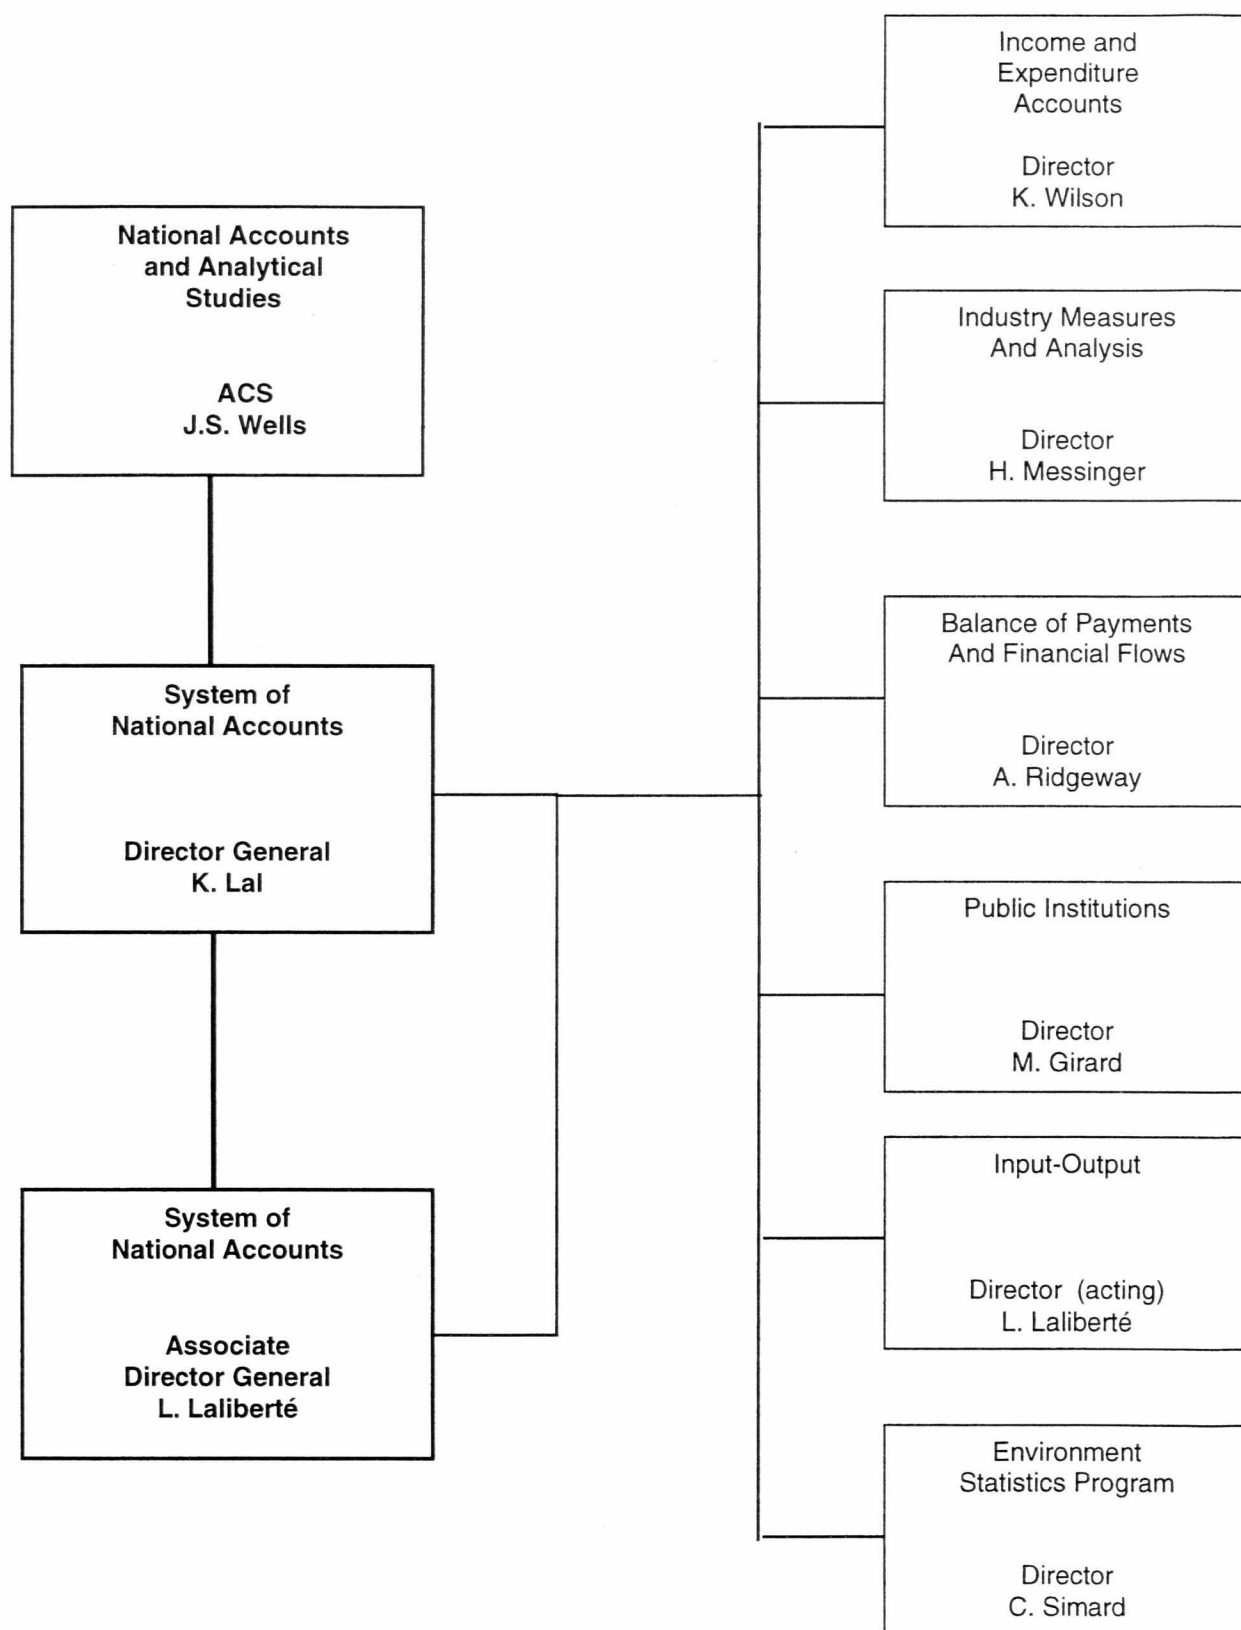 National Accounts
and Analytical
Studies
ACS
J.S. Wells
System of
National Accounts
Director General
K. Lal
System of
National Accounts
Associate
Director General
L. Laliberté
Income and
Expenditure
Accounts
Director
K. Wilson
Industry Measures
And Analysis
Director
H. Messinger
Balance of Payments
And Financial Flows
Director
A. Ridgeway
Public Institutions
Director
M. Girard
Input-Output
Director (acting)
L. Laliberté
Environment
Statistics Program
Director
C. Simard